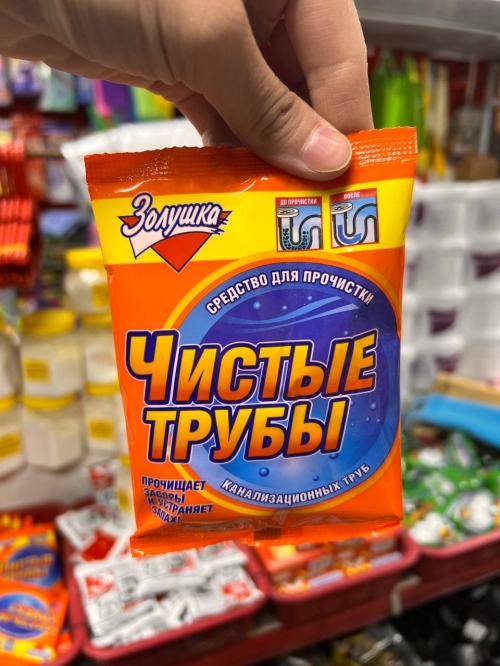 Золушка
ДО ПРОЧИСТКИ
ПОСЛЕ
СРЕДСТВО ДЛЯ ПРОЧИСТКИ
ЧИСТЫЕ
ТРУБЫ
КАНАЛИЗАЦИОННЫХ ТРУБ
ПРОЧИЩАЕТ
ЗАСОРЫ
И УСТРАНЯЕТ
ЗАПАХ!